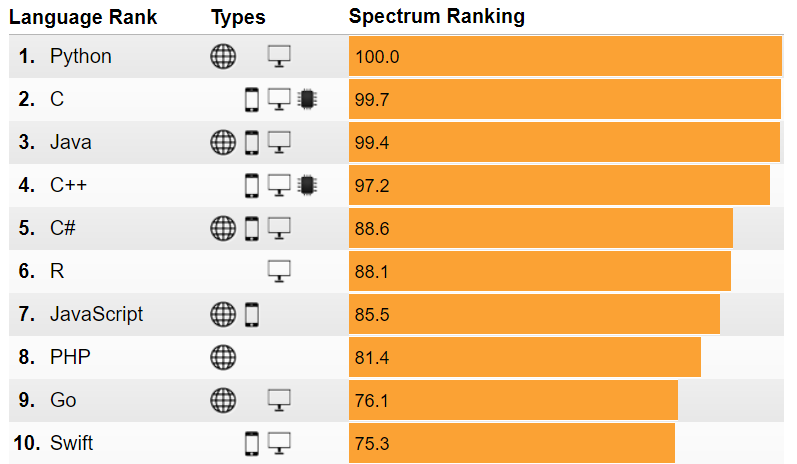 Language Rank Types Spectrum Ranking
1. Python 100.0
2. C 99.7
3. Java 99.4
4. C++ 97.2
5. C# 88.6
6. R 88.1
7. JavaScript 85.5
8. PHP 81.4
9. Go 76.1
10. Swift 75.3